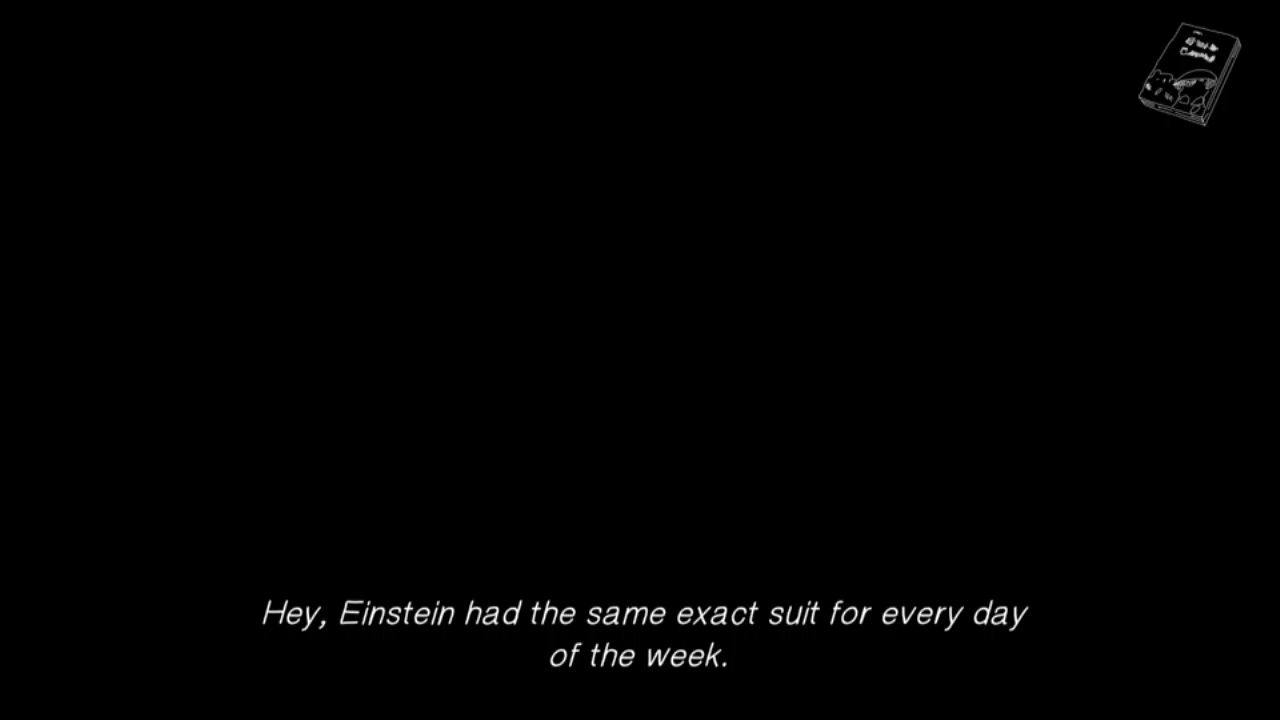 Hey, Einstein had the same exact suit for every day
of the week.